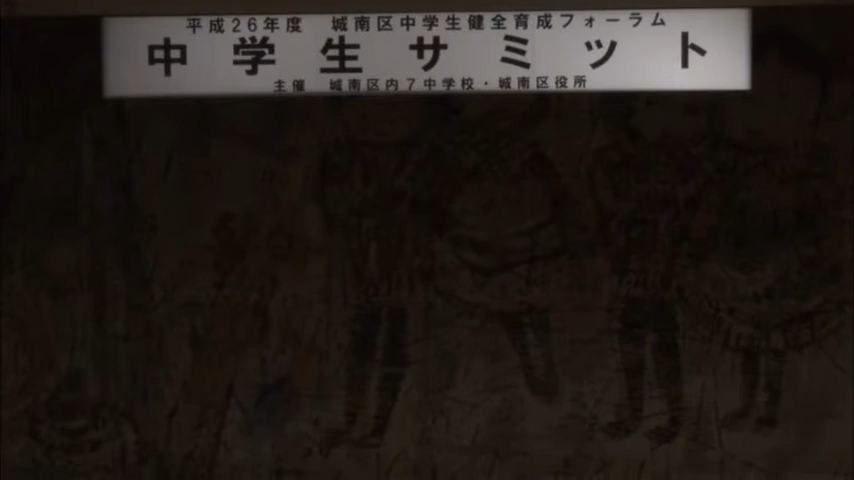 平成26年度 城南区中学生健全育成フォーラム
中学生サミット
主催 城南区内7中学校・城南区役所